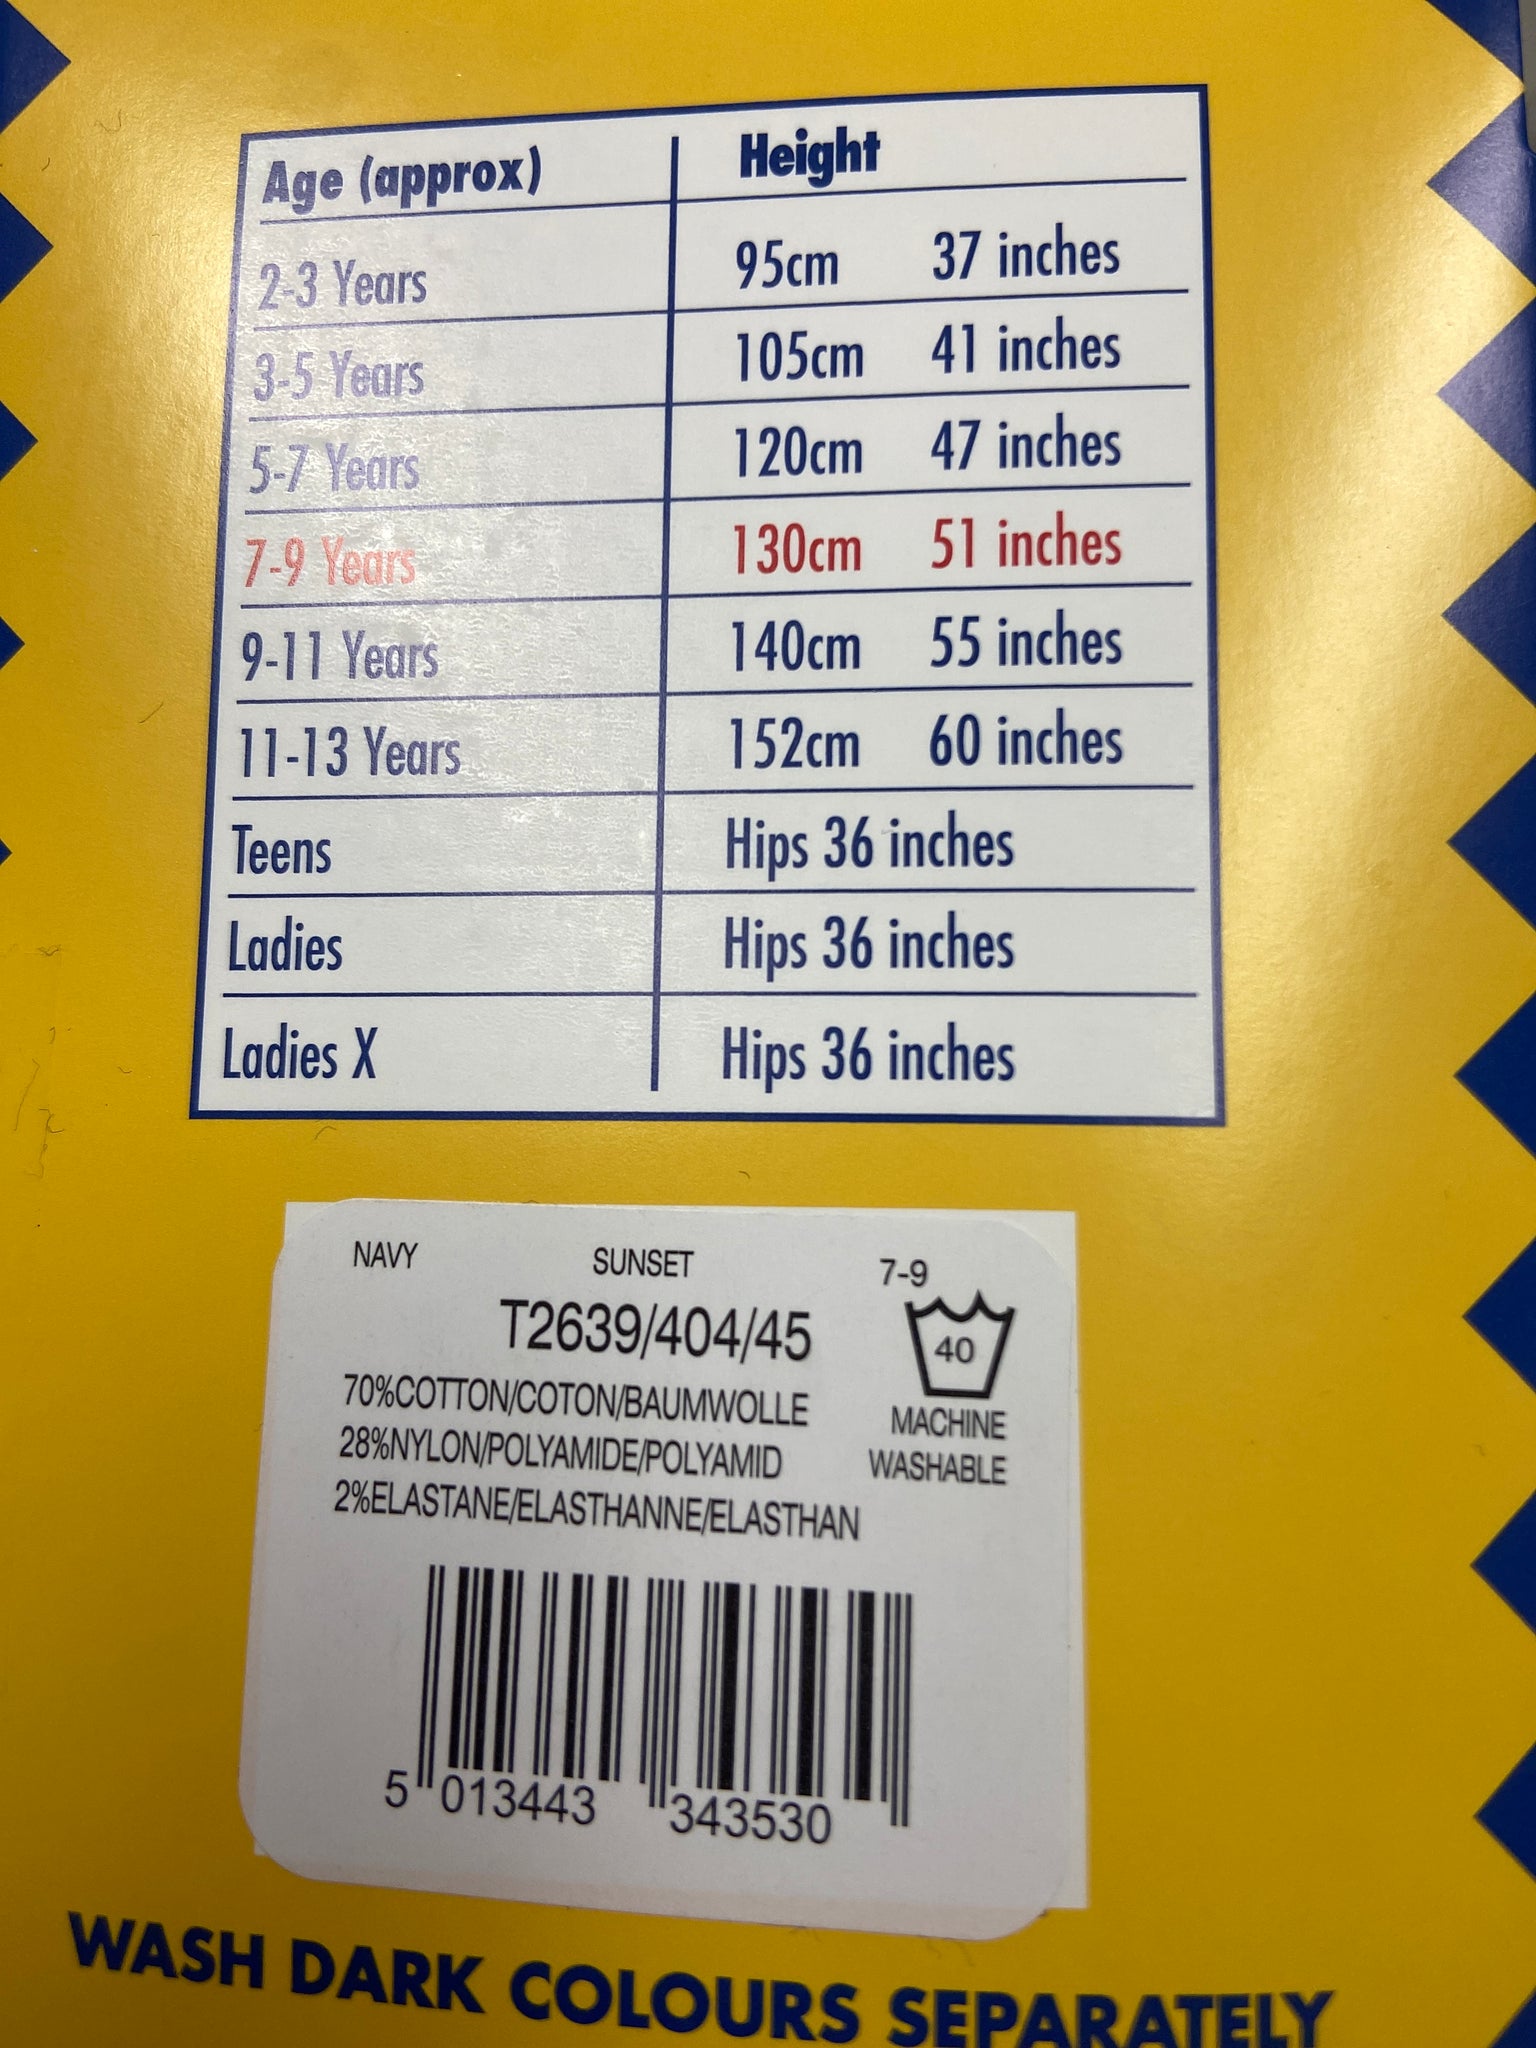 Age (approx) Height
2-3 Years 95cm 37 inches
3-5 Years 105cm 41 inches
5-7 Years 120cm 47 inches
7-9 Years 130cm 51 inches
9-11 Years 140cm 55 inches
11-13 Years 152cm 60 inches
Teens Hips 36 inches
Ladies Hips 36 inches
Ladies X Hips 36 inches
NAVY SUNSET 7-9
T2639/404/45
40
70%COTTON/COTON/BAUMWOLLE
MACHINE
28%NYLON/POLYAMIDE/POLYAMID
WASHABLE
2%ELASTANE/ELASTHANNE/ELASTHAN
5 013443 343530
WASH DARK COLOURS SEPARATELY